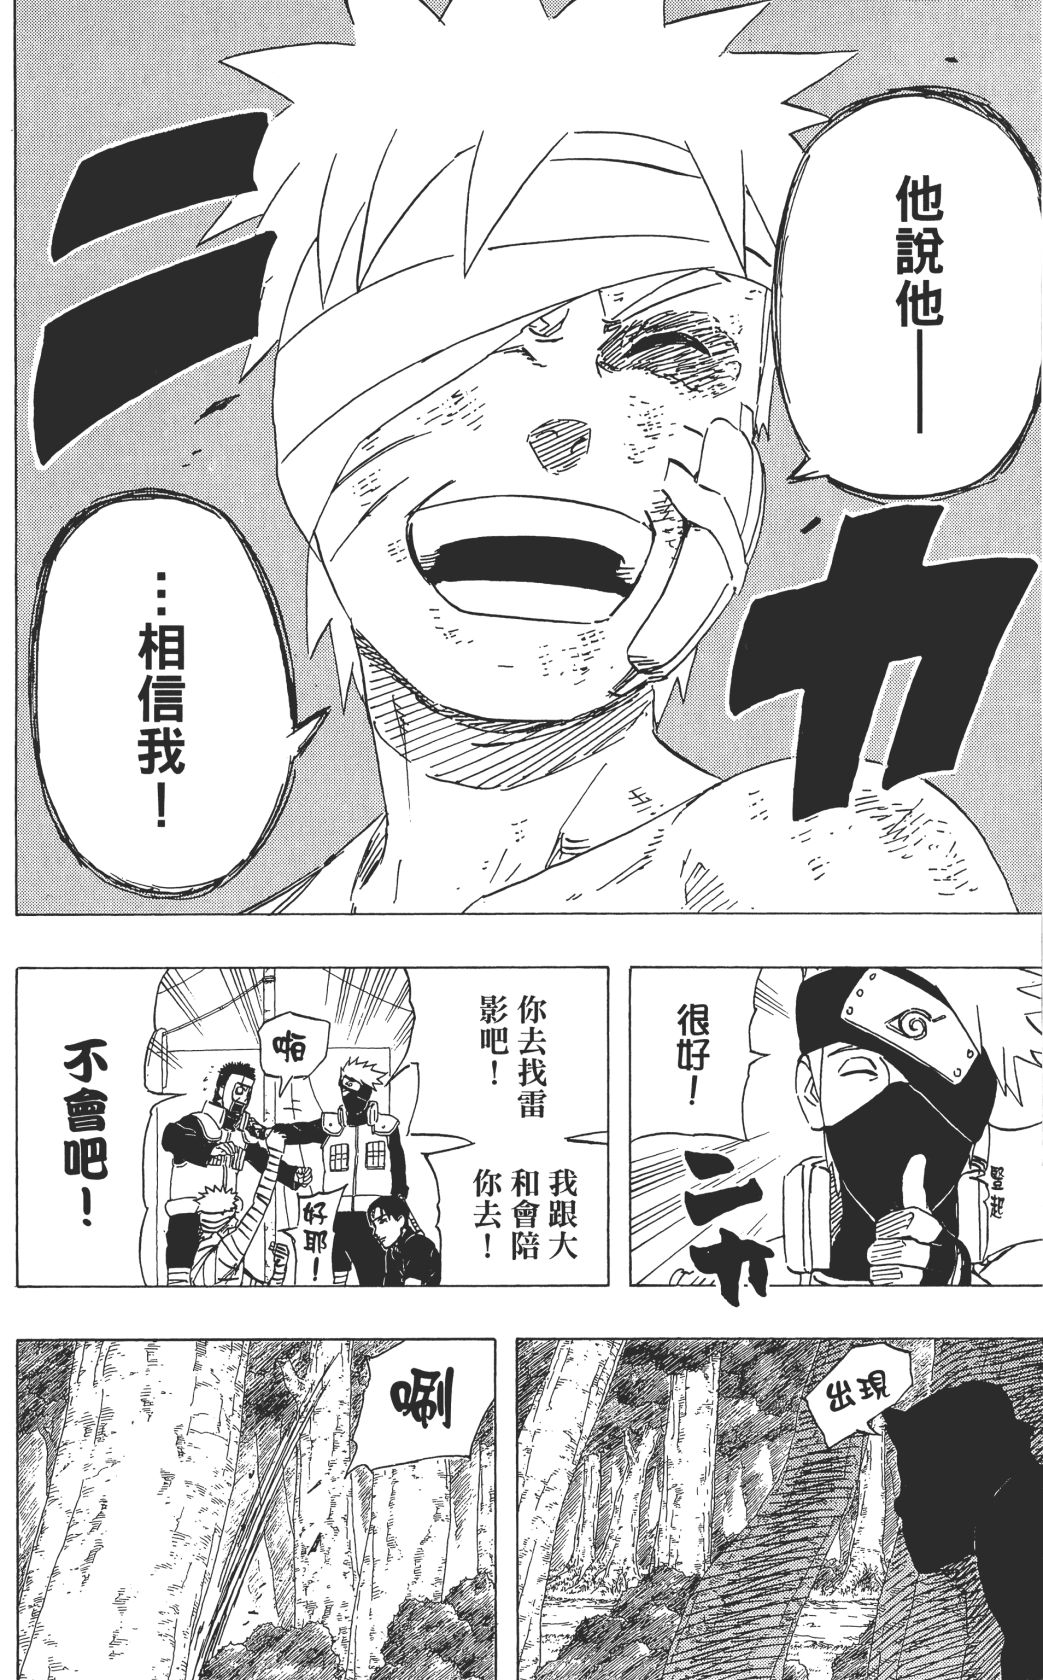 他說他——
…相信我！
ニカ
很好！
豎起
ニカ
你去找雷
影吧！
我跟大
和會陪
你去！
啪
好耶！
不會吧！
出現
唰